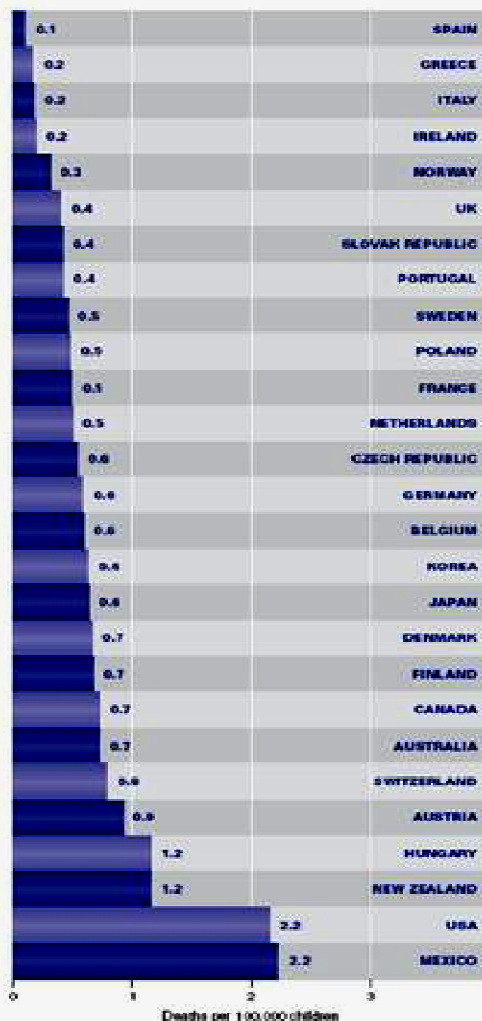 0.1 SPAIN
0.2 GREECE
0.2 ITALY
0.2 IRELAND
0.3 NORWAY
0.4 UK
0.4 SLOVAK REPUBLIC
0.4 PORTUGAL
0.5 SWEDEN
0.5 POLAND
0.5 FRANCE
0.5 NETHERLANDS
0.6 CZECH REPUBLIC
0.6 GERMANY
0.6 BELGIUM
0.6 KOREA
0.6 JAPAN
0.7 DENMARK
0.7 FINLAND
0.7 CANADA
0.7 AUSTRALIA
0.8 SWITZERLAND
0.9 AUSTRIA
1.2 HUNGARY
1.2 NEW ZEALAND
2.2 USA
2.2 MEXICO
0 1 2 3
Deaths per 100,000 children